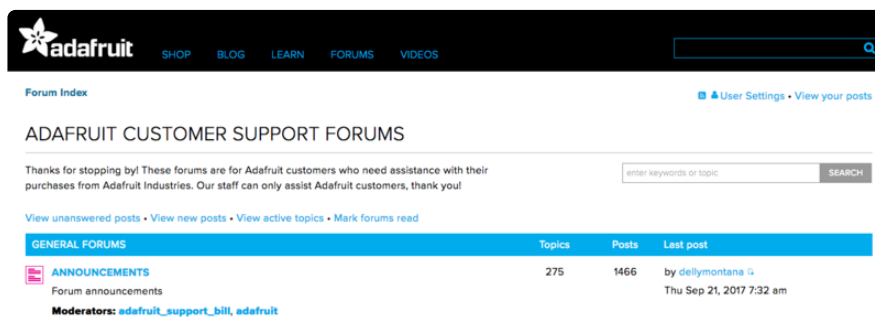 adafruit
SHOP BLOG LEARN FORUMS VIDEOS
Forum Index
User Settings • View your posts
ADAFRUIT CUSTOMER SUPPORT FORUMS
Thanks for stopping by! These forums are for Adafruit customers who need assistance with their
purchases from Adafruit Industries. Our staff can only assist Adafruit customers, thank you!
enter keywords or topic SEARCH
View unanswered posts • View new posts • View active topics • Mark forums read
GENERAL FORUMS Topics Posts Last post
ANNOUNCEMENTS 275 1466 by dellymontana
Forum announcements Thu Sep 21, 2017 7:32 am
Moderators: adafruit_support_bill, adafruit